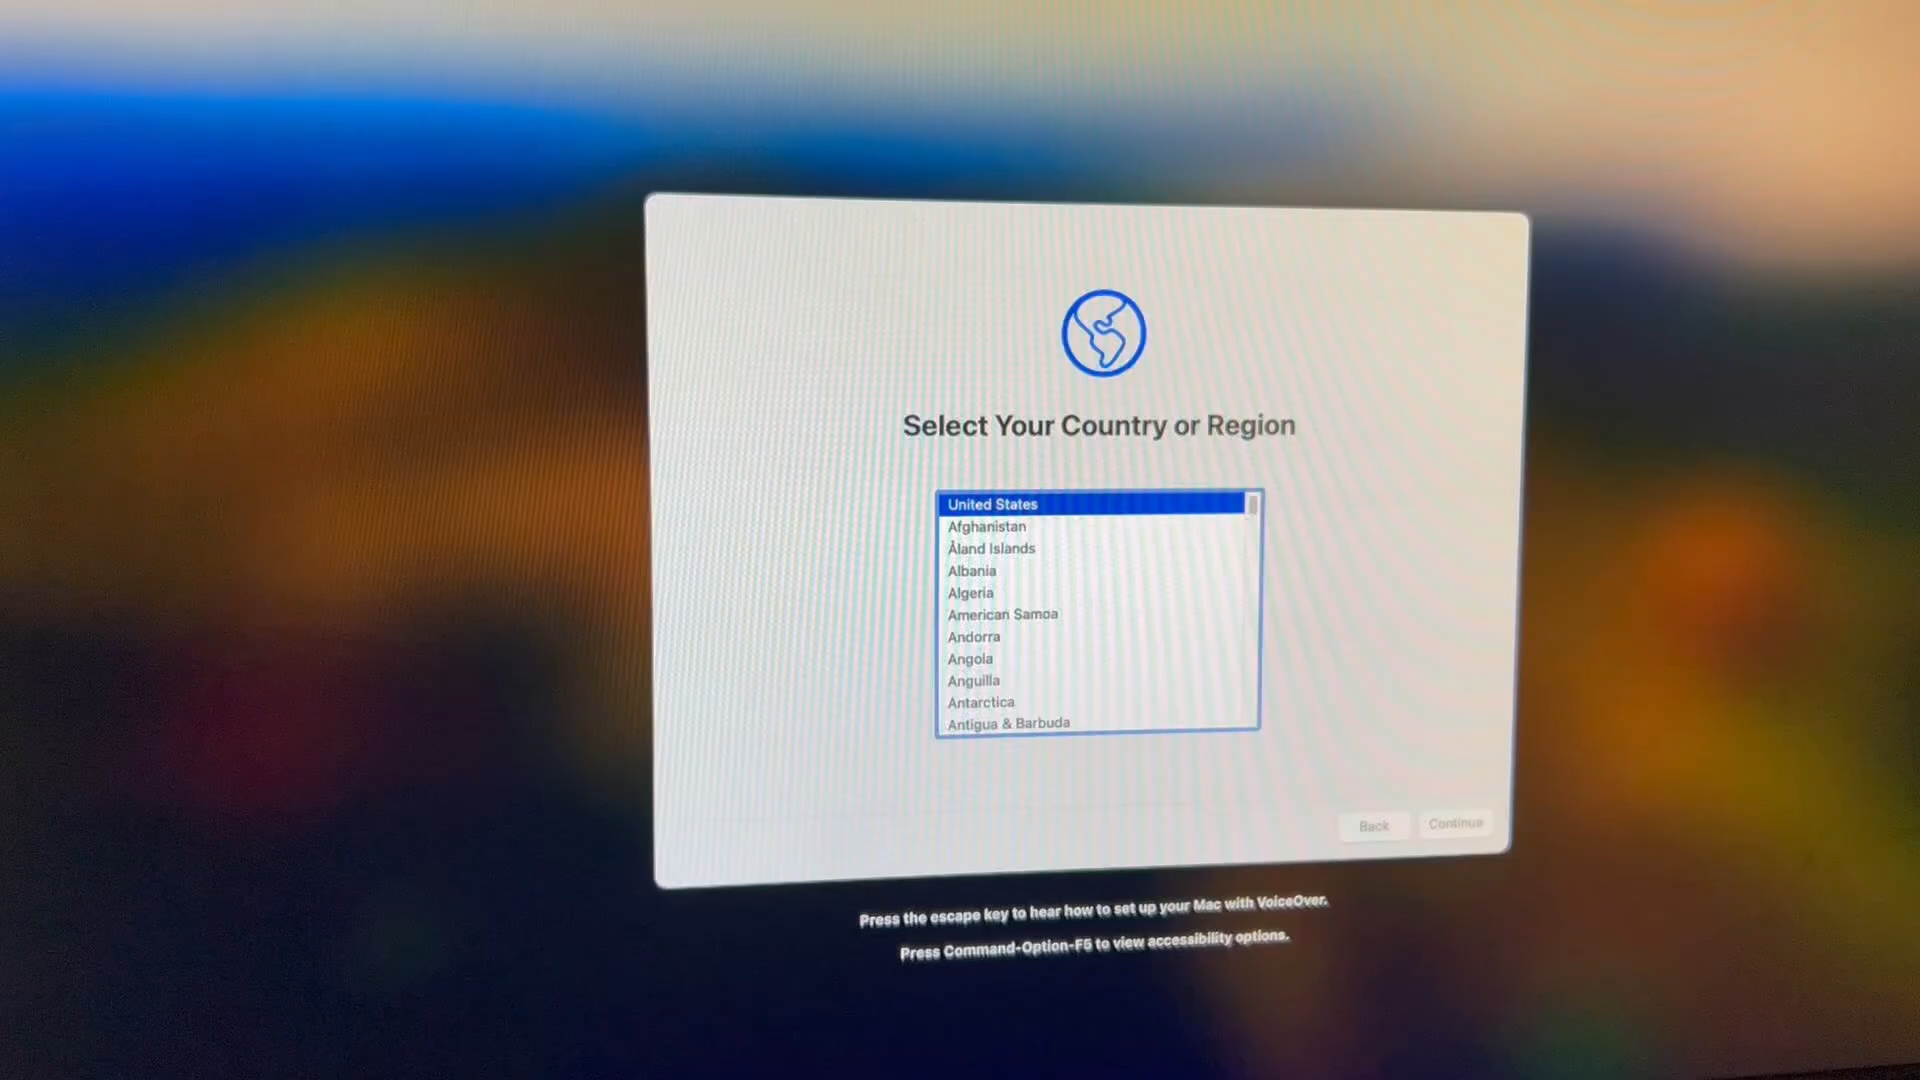 Select Your Country or Region
United States
Afghanistan
Åland Islands
Albania
Algeria
American Samoa
Andorra
Angola
Anguilla
Antarctica
Antigua & Barbuda
Back
Continue
Press the escape key to hear how to set up your Mac with VoiceOver.
Press Command-Option-F5 to view accessibility options.